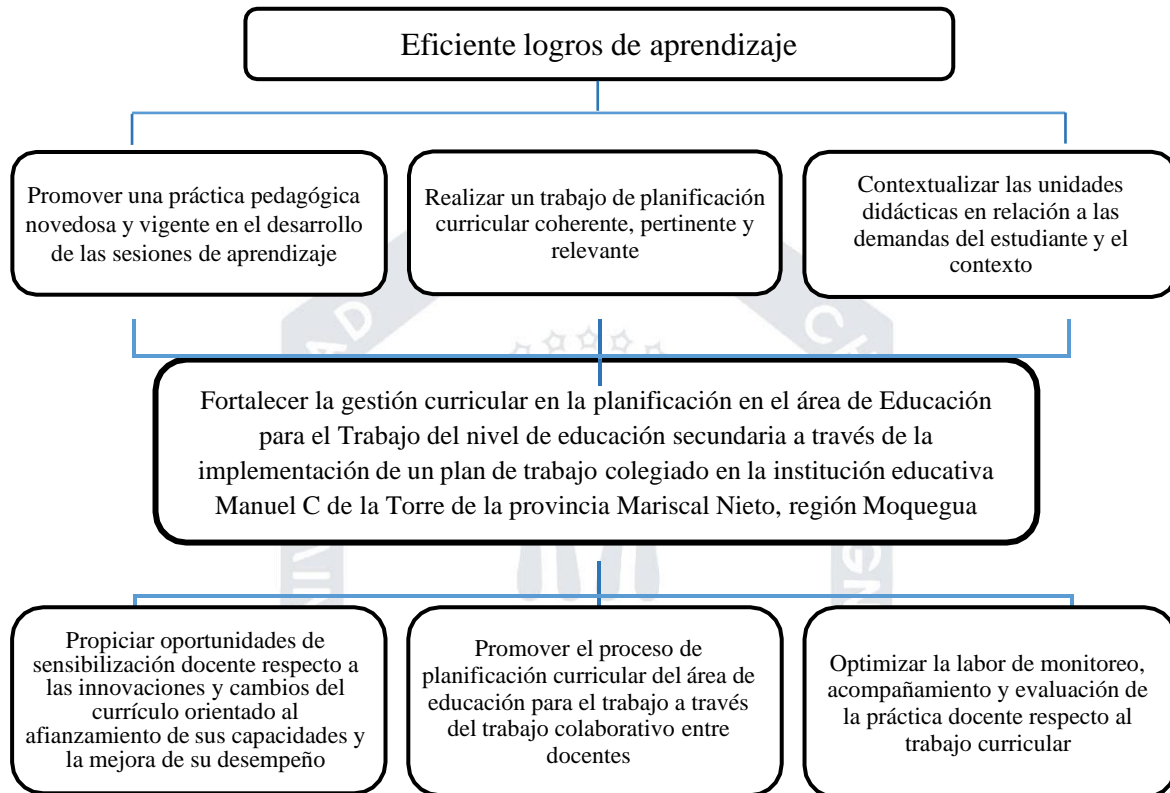 Eficiente logros de aprendizaje
Promover una práctica pedagógica
novedosa y vigente en el desarrollo
de las sesiones de aprendizaje
Realizar un trabajo de planificación
curricular coherente, pertinente y
relevante
Contextualizar las unidades
didácticas en relación a las
demandas del estudiante y el
contexto
Fortalecer la gestión curricular en la planificación en el área de Educación
para el Trabajo del nivel de educación secundaria a través de la
implementación de un plan de trabajo colegiado en la institución educativa
Manuel C de la Torre de la provincia Mariscal Nieto, región Moquegua
Propiciar oportunidades de
sensibilización docente respecto a
las innovaciones y cambios del
currículo orientado al
afianzamiento de sus capacidades y
la mejora de su desempeño
Promover el proceso de
planificación curricular del área de
educación para el trabajo a través
del trabajo colaborativo entre
docentes
Optimizar la labor de monitoreo,
acompañamiento y evaluación de
la práctica docente respecto al
trabajo curricular